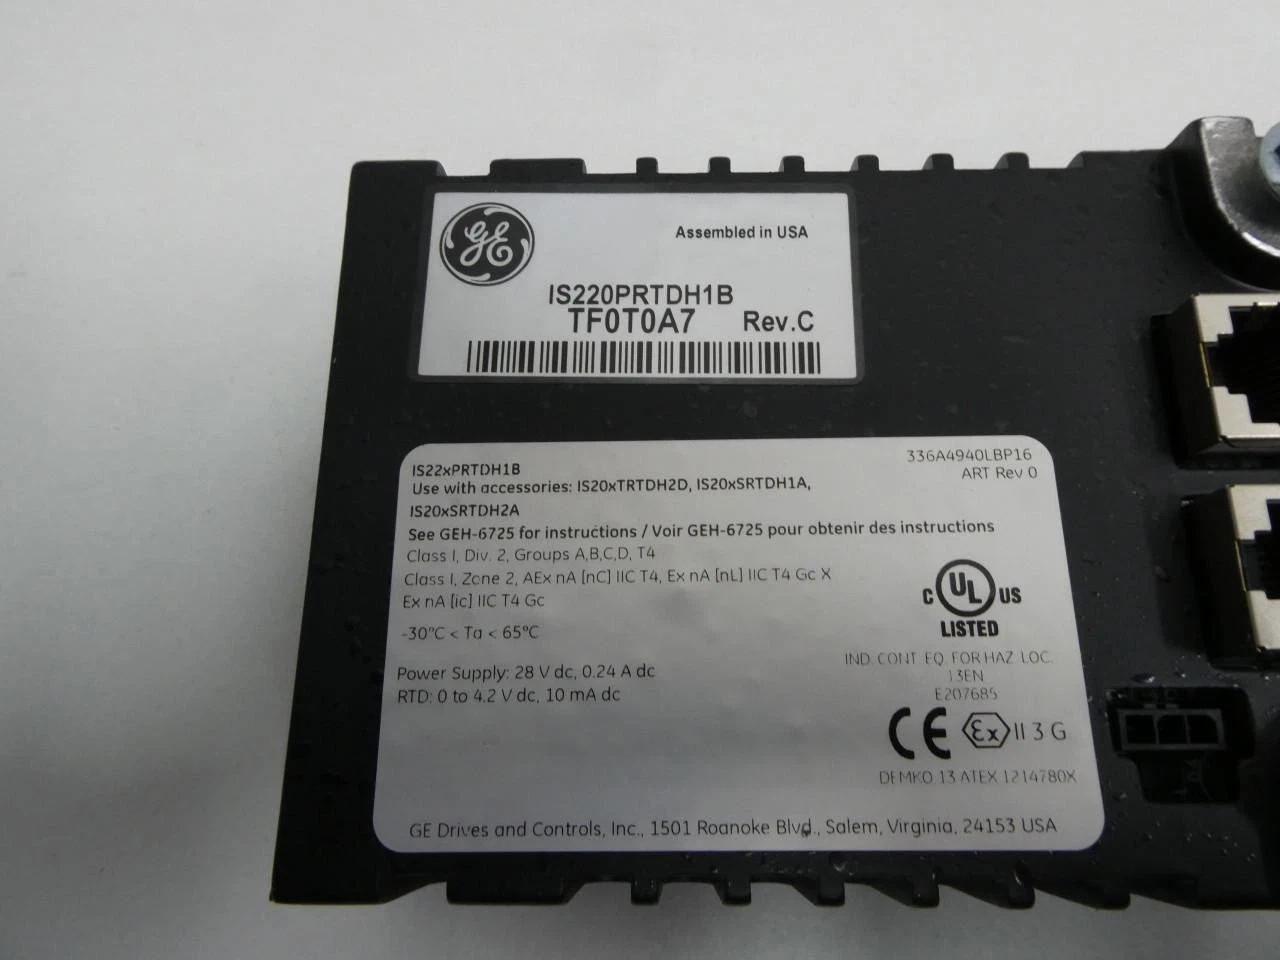 GE
Assembled in USA
IS220PRTDH1B
TF0T0A7 Rev.C
IS22xPRTDH1B
336A4940LBP16
Use with accessories: IS20xTRTDH2D, IS20xSRTDH1A,
ART Rev 0
IS20xSRTDH2A
See GEH-6725 for instructions / Voir GEH-6725 pour obtenir des instructions
Class I, Div. 2, Groups A,B,C,D, T4
Class I, Zone 2, AEx nA [nC] IIC T4, Ex nA [nL] IIC T4 Gc X
Ex nA [ic] IIC T4 Gc
C UL US
LISTED
-30°C < Ta < 65°C
IND. CONT. EQ. FOR HAZ. LOC.
13EN
E207685
Power Supply: 28 V dc, 0.24 A dc
RTD: 0 to 4.2 V dc, 10 mA dc
CE Ex II 3 G
DEMKO 13 ATEX 1214780X
GE Drives and Controls, Inc., 1501 Roanoke Blvd., Salem, Virginia, 24153 USA